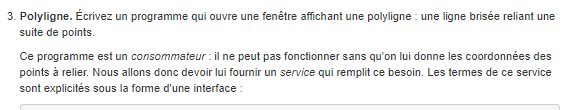 3. Polyligne. Écrivez un programme qui ouvre une fenêtre affichant une polyligne : une ligne brisée reliant une
suite de points.
Ce programme est un consommateur : il ne peut pas fonctionner sans qu'on lui donne les coordonnées des
points à relier. Nous allons donc devoir lui fournir un service qui remplit ce besoin. Les termes de ce service
sont explicités sous la forme d'une interface :